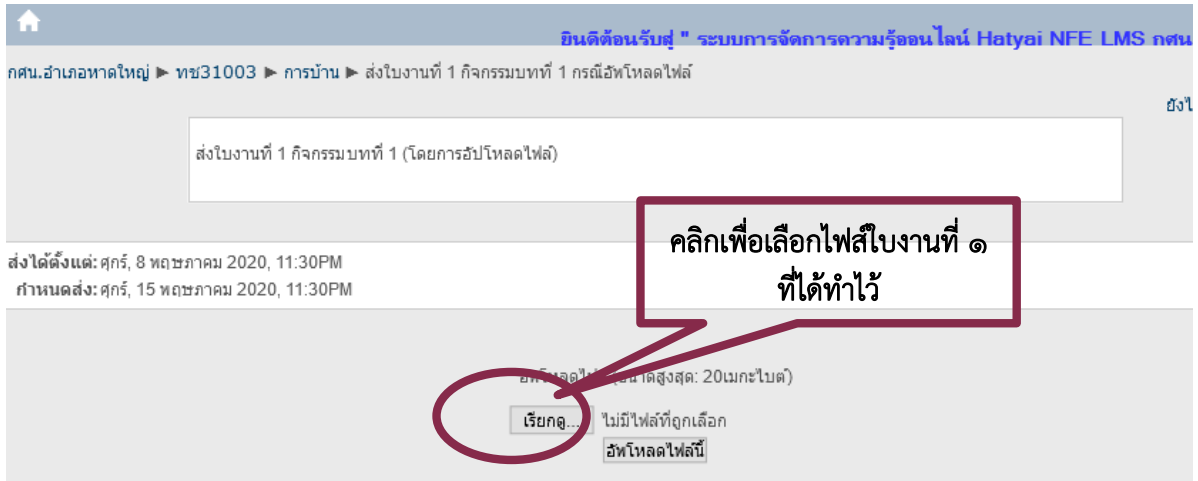 ยินดีต้อนรับสู่ " ระบบการจัดการความรู้ออนไลน์ Hatyai NFE LMS กศน
กศน.อำเภอหาดใหญ่ ► ทช31003 ► การบ้าน ► ส่งใบงานที่ 1 กิจกรรมบทที่ 1 กรณีอัพโหลดไฟล์
ยังไ
ส่งใบงานที่ 1 กิจกรรมบทที่ 1 (โดยการอัปโหลดไฟล์)
คลิกเพื่อเลือกไฟส์ใบงานที่ ๑
ที่ได้ทำไว้
ส่งได้ตั้งแต่: ศุกร์, 8 พฤษภาคม 2020, 11:30PM
กำหนดส่ง: ศุกร์, 15 พฤษภาคม 2020, 11:30PM
อัพโหลดไฟล์ (ขนาดสูงสุด: 20เมกะไบต์)
เรียกดู... ไม่มีไฟล์ที่ถูกเลือก
อัพโหลดไฟล์นี้